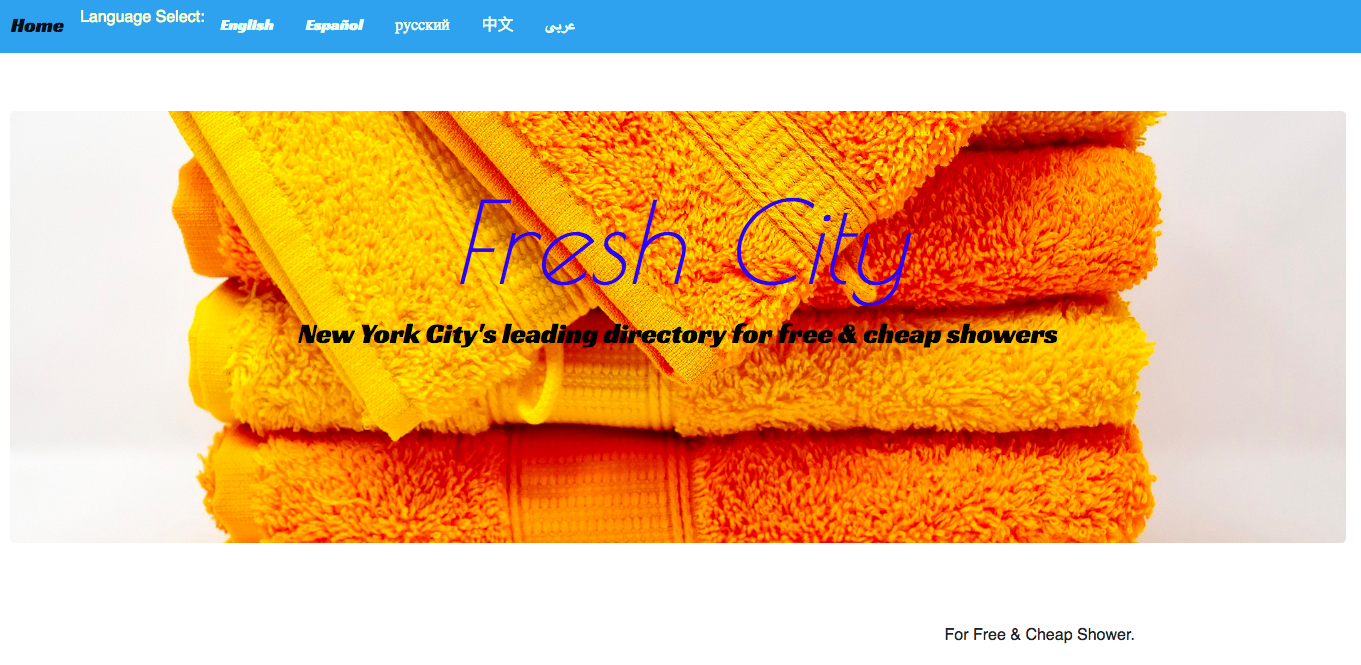 Home Language Select: English Español русский 中文 عربى
Fresh City
New York City's leading directory for free & cheap showers
For Free & Cheap Shower.